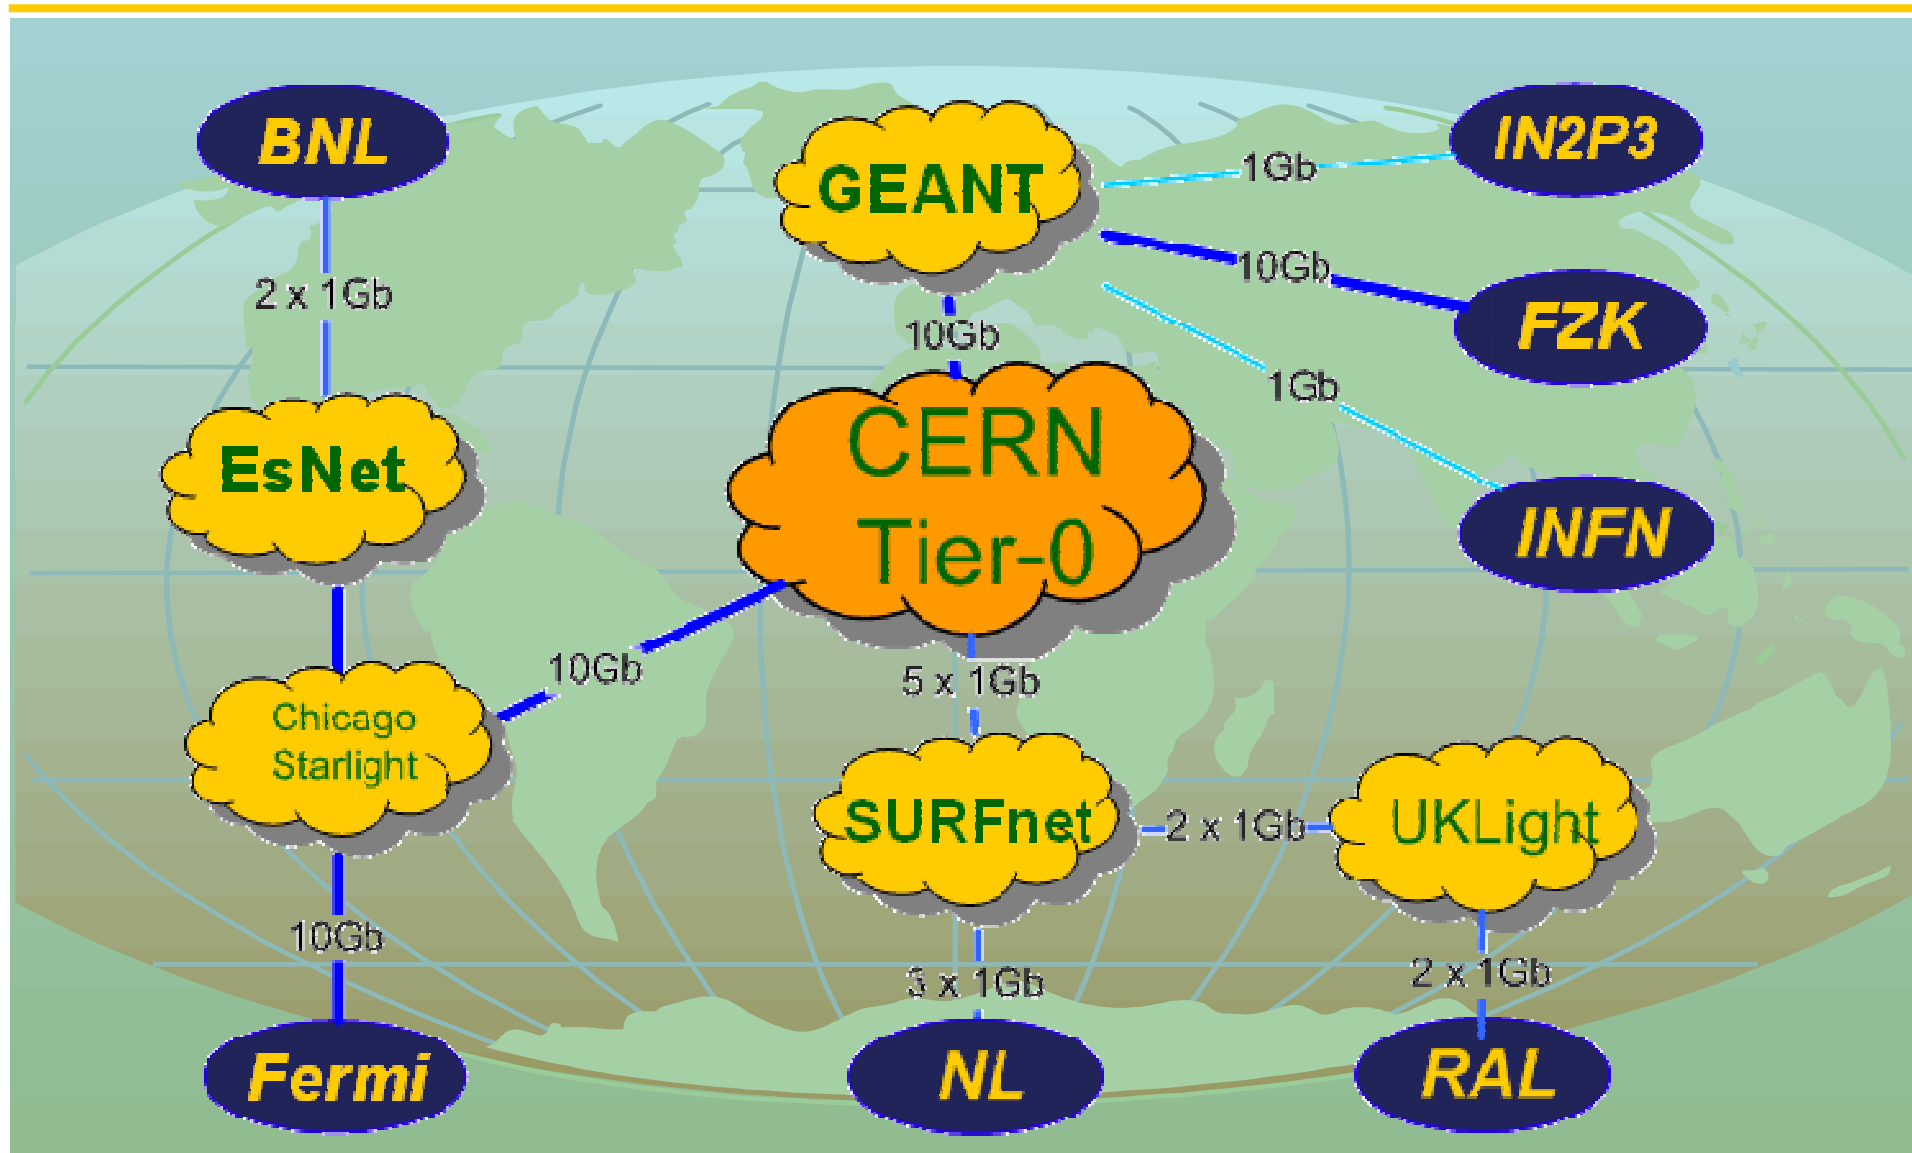 BNL
GEANT
IN2P3
1Gb
2 x 1Gb
10Gb
FZK
10Gb
1Gb
EsNet
CERN
Tier-0
INFN
10Gb
5 x 1Gb
Chicago
Starlight
SURFnet
2 x 1Gb
UKLight
10Gb
3 x 1Gb
2 x 1Gb
Fermi
NL
RAL